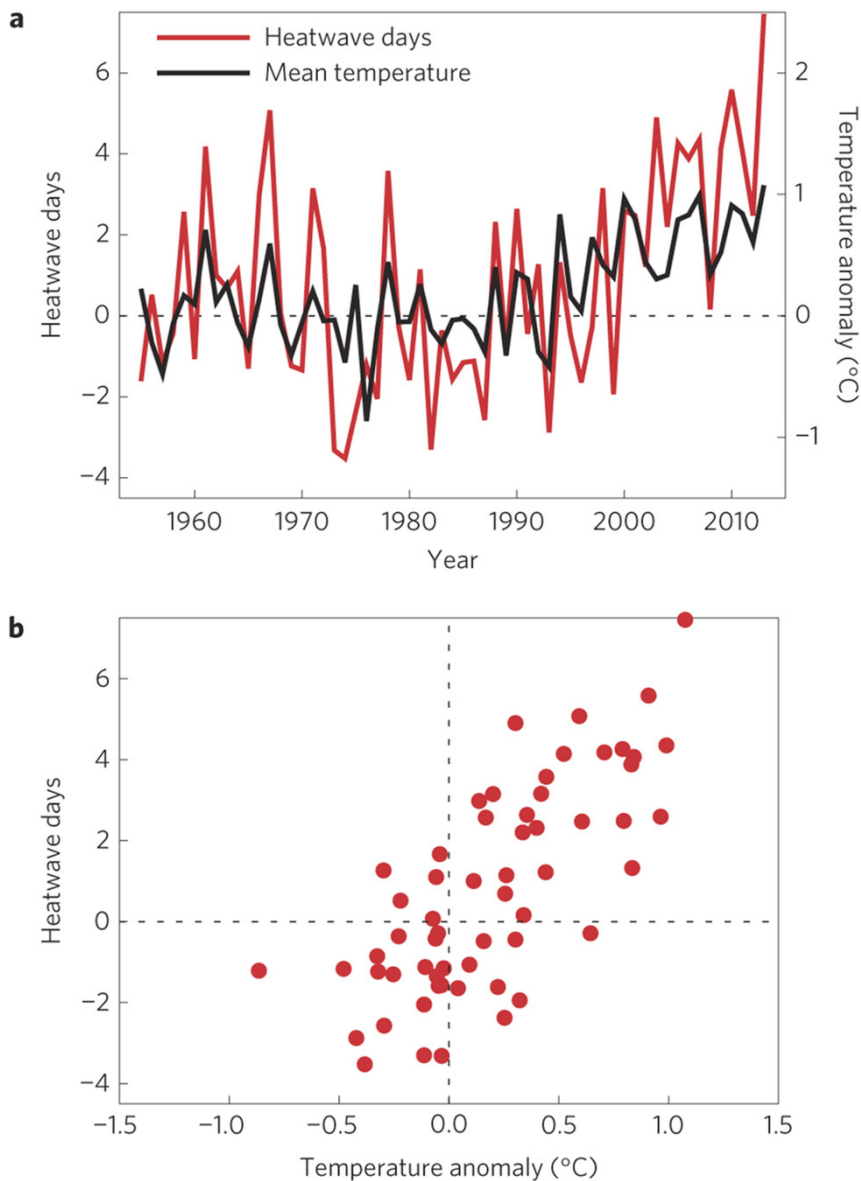 a
Heatwave days
Mean temperature
6
4
2
0
−2
−4
Heatwave days
2
1
0
−1
Temperature anomaly (°C)
1960 1970 1980 1990 2000 2010
Year
b
6
4
2
0
−2
−4
Heatwave days
−1.5 −1.0 −0.5 0.0 0.5 1.0 1.5
Temperature anomaly (°C)